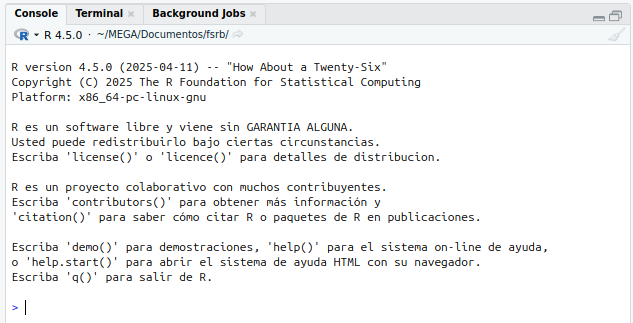 Console Terminal Background Jobs
R 4.5.0 · ~/MEGA/Documentos/fsrb/
R version 4.5.0 (2025-04-11) -- "How About a Twenty-Six"
Copyright (C) 2025 The R Foundation for Statistical Computing
Platform: x86_64-pc-linux-gnu
R es un software libre y viene sin GARANTIA ALGUNA.
Usted puede redistribuirlo bajo ciertas circunstancias.
Escriba 'license()' o 'licence()' para detalles de distribucion.
R es un proyecto colaborativo con muchos contribuyentes.
Escriba 'contributors()' para obtener más información y
'citation()' para saber cómo citar R o paquetes de R en publicaciones.
Escriba 'demo()' para demostraciones, 'help()' para el sistema on-line de ayuda,
o 'help.start()' para abrir el sistema de ayuda HTML con su navegador.
Escriba 'q()' para salir de R.
>